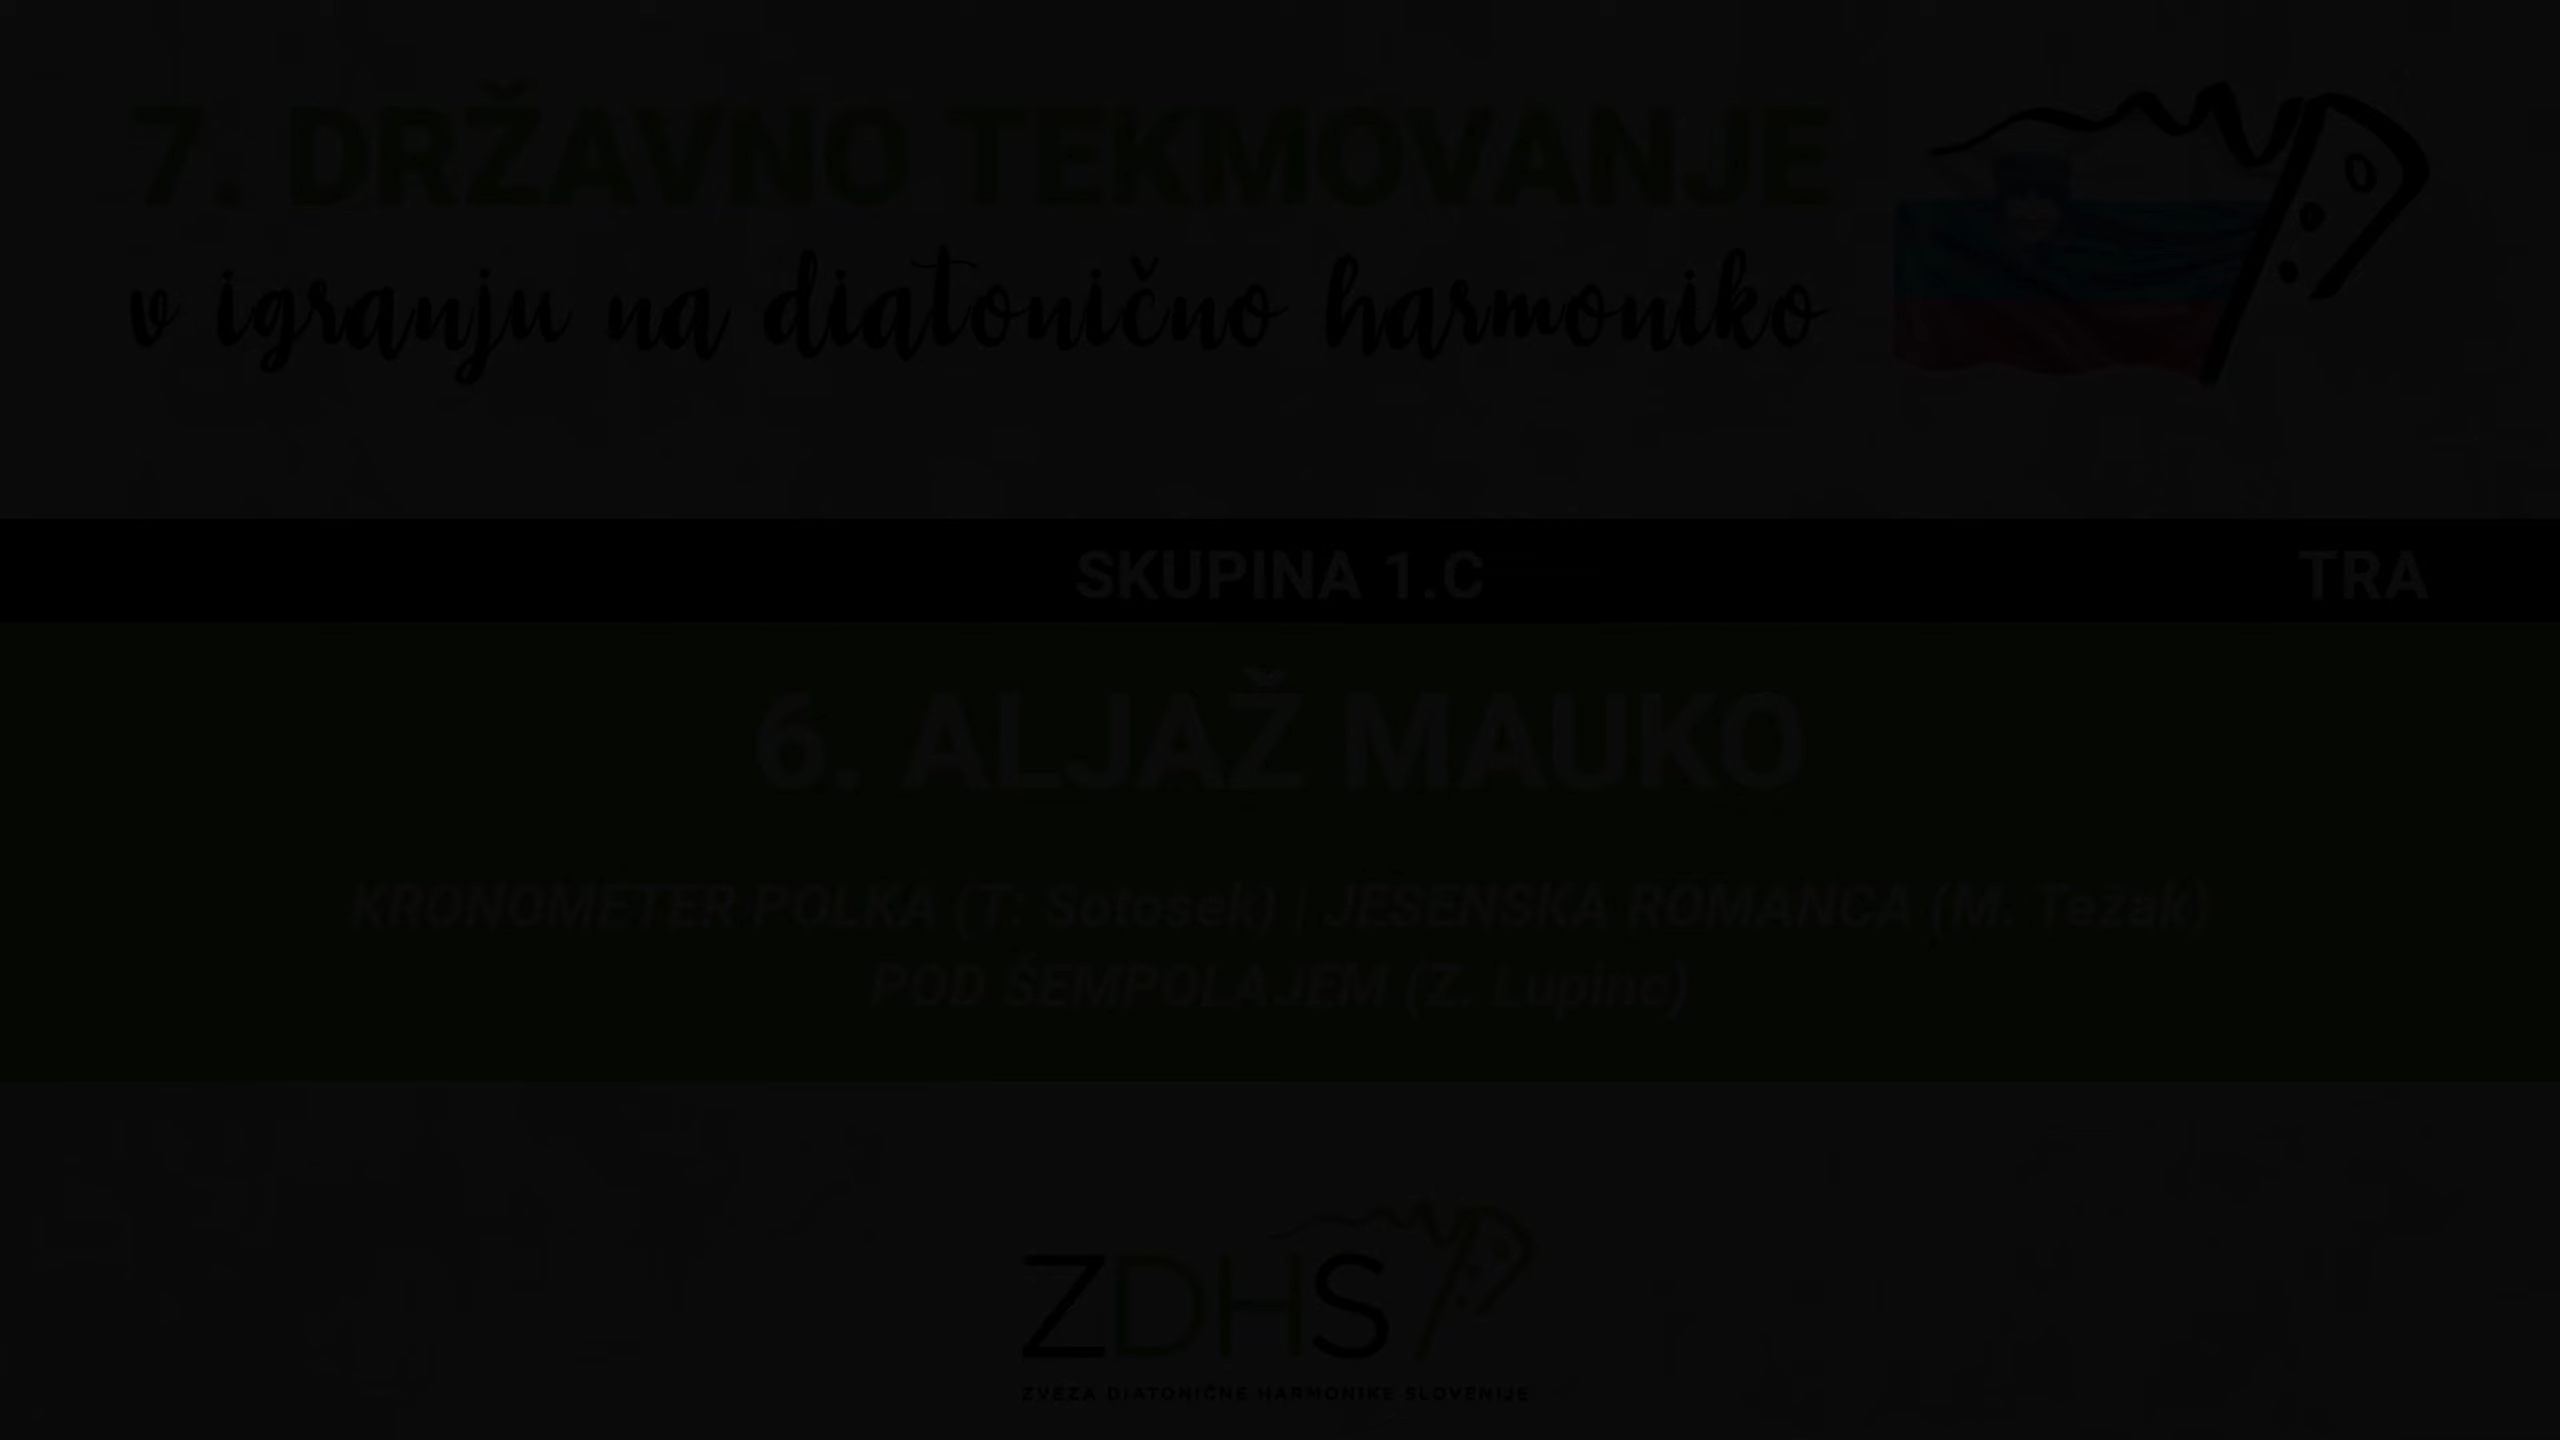 7. DRŽAVNO TEKMOVANJE
v igranju na diatonično harmoniko
SKUPINA 1.C
TRA
6. ALJAŽ MAUKO
KRONOMETER POLKA (T. Sotošek) | JESENSKA ROMANCA (M. Težak)
POD ŠEMPOLAJEM (Z. Lupinc)
ZDHS
ZVEZA DIATONIČNE HARMONIKE SLOVENIJE